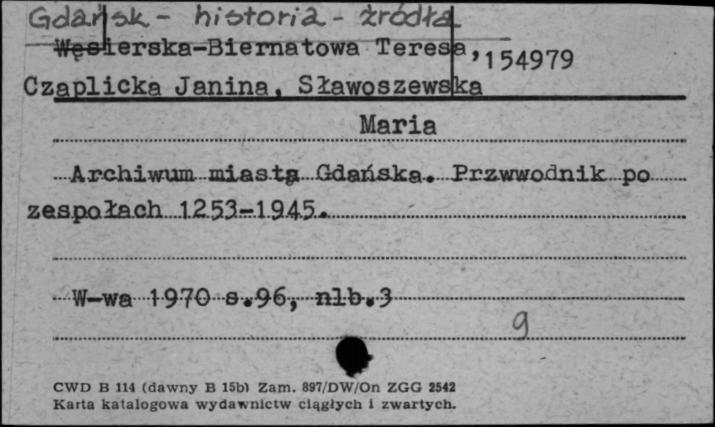 Gdańsk - historia - źródła
Węsierska-Biernatowa Teresa, 154979
Czaplicka Janina, Sławoszewska
Maria
Archiwum miasta Gdańska. Przwwodnik po
zespołach 1253-1945.
W-wa 1970 s.96, nlb.3
9
CWD B 114 (dawny B 15b) Zam. 897/DW/On ZGG 2542
Karta katalogowa wydawnictw ciągłych i zwartych.